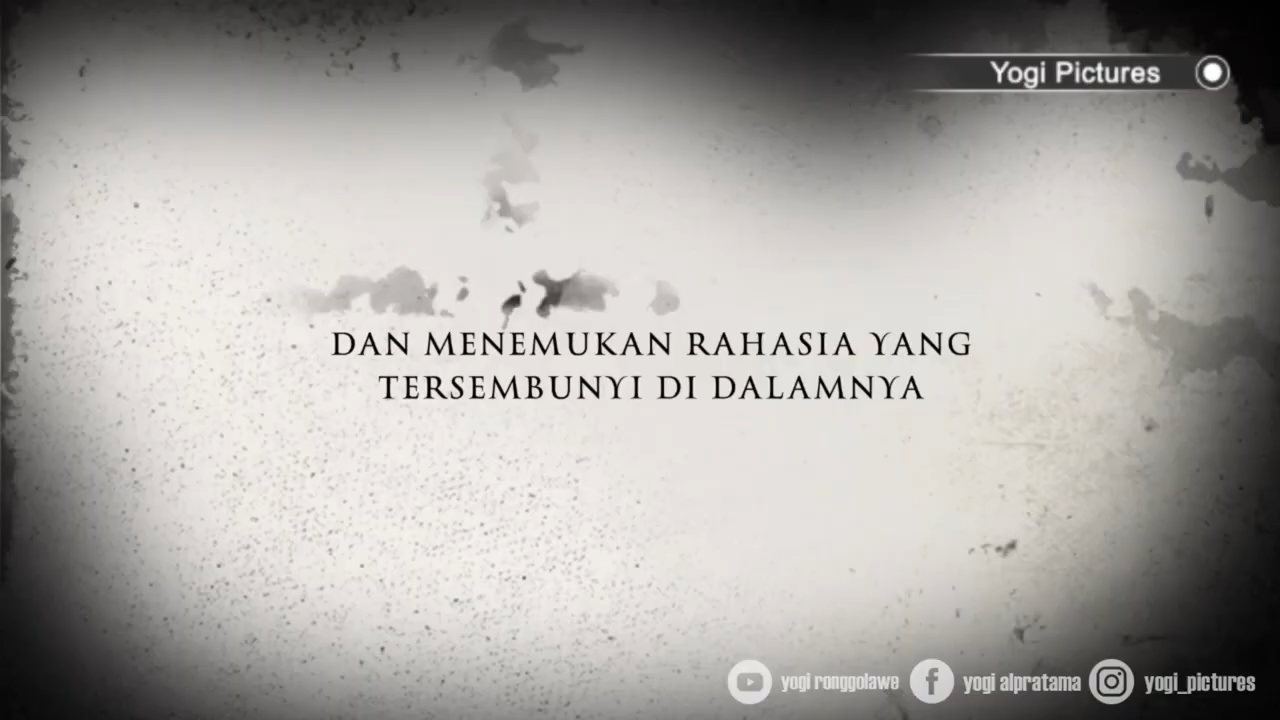 Yogi Pictures
DAN MENEMUKAN RAHASIA YANG
TERSEMBUNYI DI DALAMNYA
yogi ronggolawe yogi alpratama yogi_pictures